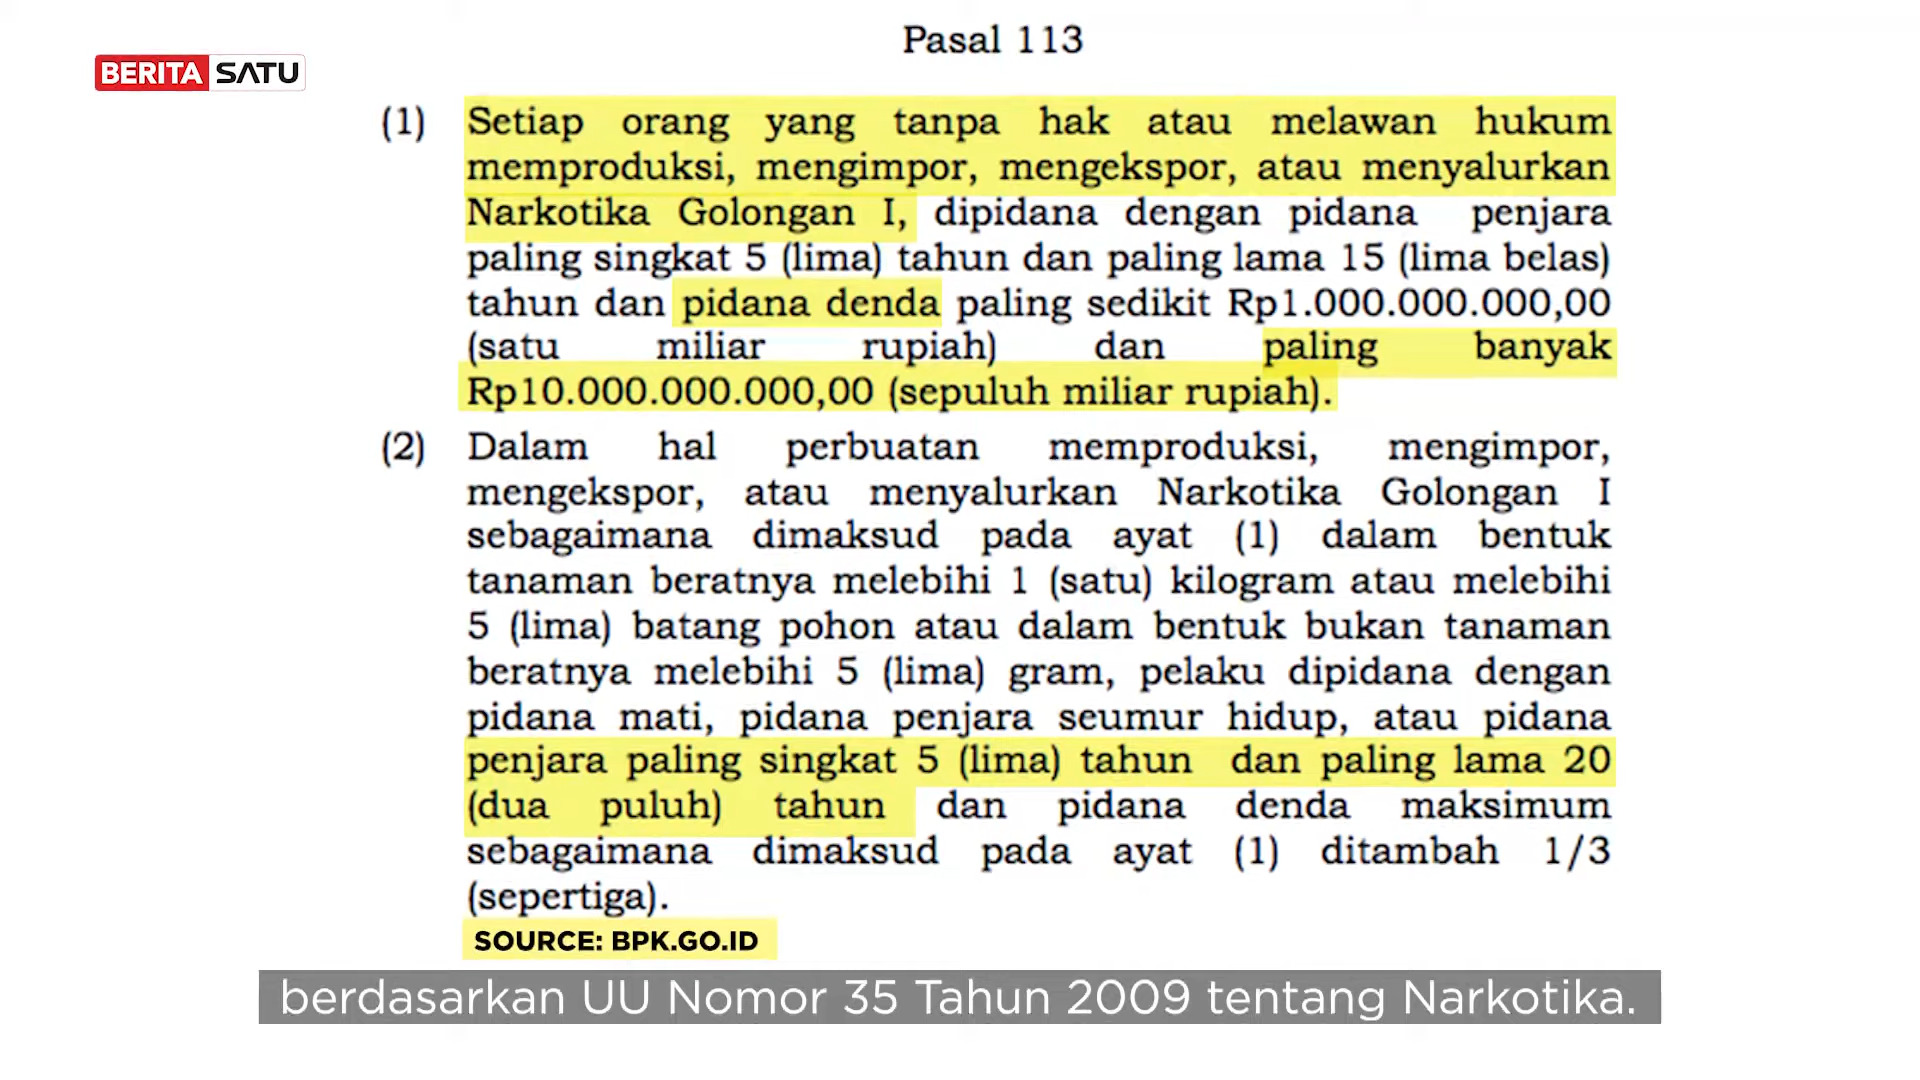 Pasal 113
BERITA SATU
(1) Setiap orang yang tanpa hak atau melawan hukum
memproduksi, mengimpor, mengekspor, atau menyalurkan
Narkotika Golongan I, dipidana dengan pidana penjara
paling singkat 5 (lima) tahun dan paling lama 15 (lima belas)
tahun dan pidana denda paling sedikit Rp1.000.000.000,00
(satu miliar rupiah) dan paling banyak
Rp10.000.000.000,00 (sepuluh miliar rupiah).
(2) Dalam hal perbuatan memproduksi, mengimpor,
mengekspor, atau menyalurkan Narkotika Golongan I
sebagaimana dimaksud pada ayat (1) dalam bentuk
tanaman beratnya melebihi 1 (satu) kilogram atau melebihi
5 (lima) batang pohon atau dalam bentuk bukan tanaman
beratnya melebihi 5 (lima) gram, pelaku dipidana dengan
pidana mati, pidana penjara seumur hidup, atau pidana
penjara paling singkat 5 (lima) tahun dan paling lama 20
(dua puluh) tahun dan pidana denda maksimum
sebagaimana dimaksud pada ayat (1) ditambah 1/3
(sepertiga).
SOURCE: BPK.GO.ID
berdasarkan UU Nomor 35 Tahun 2009 tentang Narkotika.